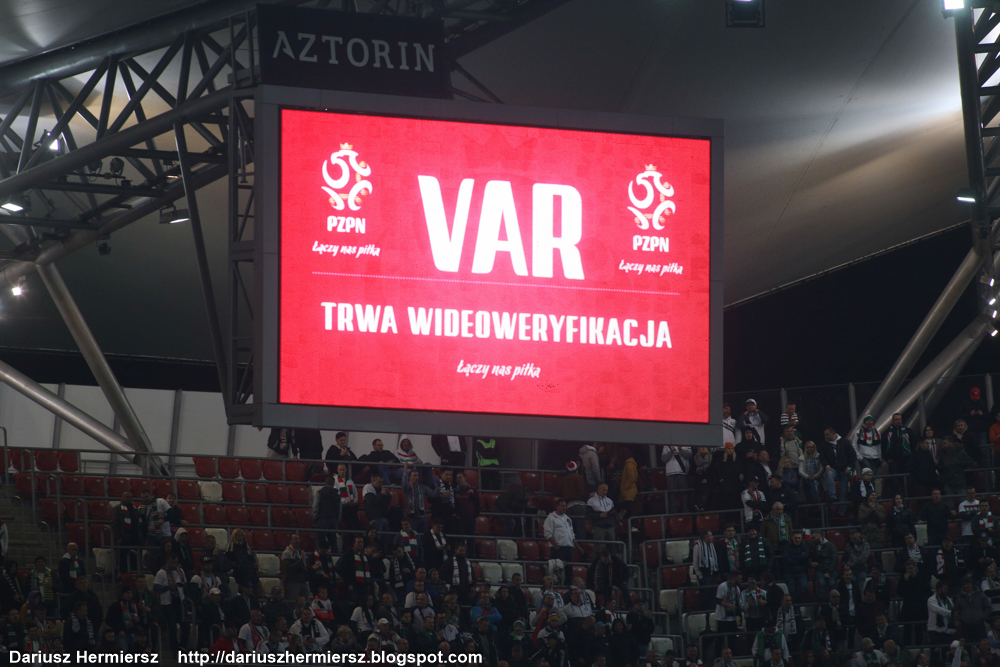 AZTORIN
PZPN
Łączy nas piłka
VAR
PZPN
Łączy nas piłka
TRWA WIDEOWERYFIKACJA
Łączy nas piłka
Dariusz Hermiersz http://dariuszhermiersz.blogspot.com